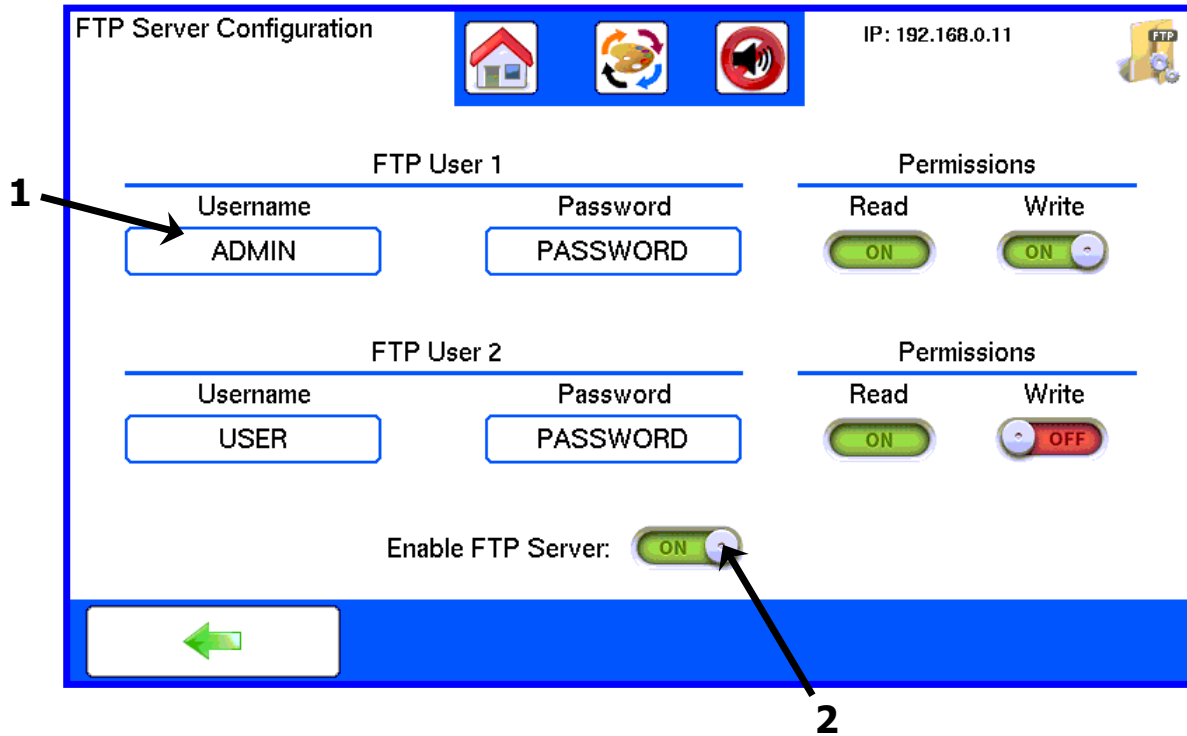 FTP Server Configuration
IP: 192.168.0.11
FTP
FTP User 1
Permissions
1
Username
Password
Read
Write
ADMIN
PASSWORD
ON
ON
FTP User 2
Permissions
Username
Password
Read
Write
USER
PASSWORD
ON
OFF
Enable FTP Server:
ON
2